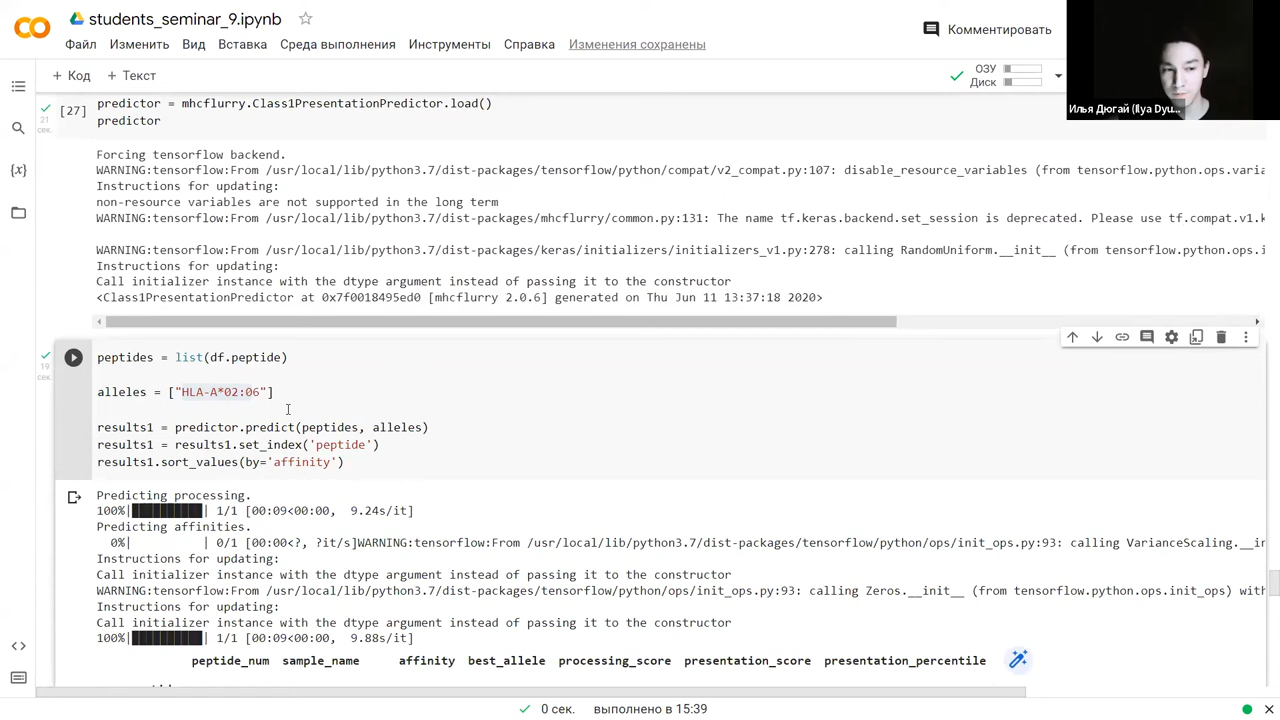 students_seminar_9.ipynb
Файл Изменить Вид Вставка Среда выполнения Инструменты Справка Изменения сохранены
Комментировать
+ Код + Текст
ОЗУ
Диск
Илья Дюгай (Ilya Dyu...
[27]
21
сек.
predictor = mhcflurry.Class1PresentationPredictor.load()
predictor
Forcing tensorflow backend.
WARNING:tensorflow:From /usr/local/lib/python3.7/dist-packages/tensorflow/python/compat/v2_compat.py:107: disable_resource_variables (from tensorflow.python.ops.varia
Instructions for updating:
non-resource variables are not supported in the long term
WARNING:tensorflow:From /usr/local/lib/python3.7/dist-packages/mhcflurry/common.py:131: The name tf.keras.backend.set_session is deprecated. Please use tf.compat.v1.k
WARNING:tensorflow:From /usr/local/lib/python3.7/dist-packages/keras/initializers/initializers_v1.py:278: calling RandomUniform.__init__ (from tensorflow.python.ops.i
Instructions for updating:
Call initializer instance with the dtype argument instead of passing it to the constructor
<Class1PresentationPredictor at 0x7f0018495ed0 [mhcflurry 2.0.6] generated on Thu Jun 11 13:37:18 2020>
19
сек.
peptides = list(df.peptide)
alleles = ["HLA-A*02:06"]
results1 = predictor.predict(peptides, alleles)
results1 = results1.set_index('peptide')
results1.sort_values(by='affinity')
Predicting processing.
100%|██████████| 1/1 [00:09<00:00, 9.24s/it]
Predicting affinities.
0%| | 0/1 [00:00<?, ?it/s]WARNING:tensorflow:From /usr/local/lib/python3.7/dist-packages/tensorflow/python/ops/init_ops.py:93: calling VarianceScaling.__in
Instructions for updating:
Call initializer instance with the dtype argument instead of passing it to the constructor
WARNING:tensorflow:From /usr/local/lib/python3.7/dist-packages/tensorflow/python/ops/init_ops.py:93: calling Zeros.__init__ (from tensorflow.python.ops.init_ops) with
Instructions for updating:
Call initializer instance with the dtype argument instead of passing it to the constructor
100%|██████████| 1/1 [00:09<00:00, 9.88s/it]
peptide_num sample_name affinity best_allele processing_score presentation_score presentation_percentile
0 сек. выполнено в 15:39